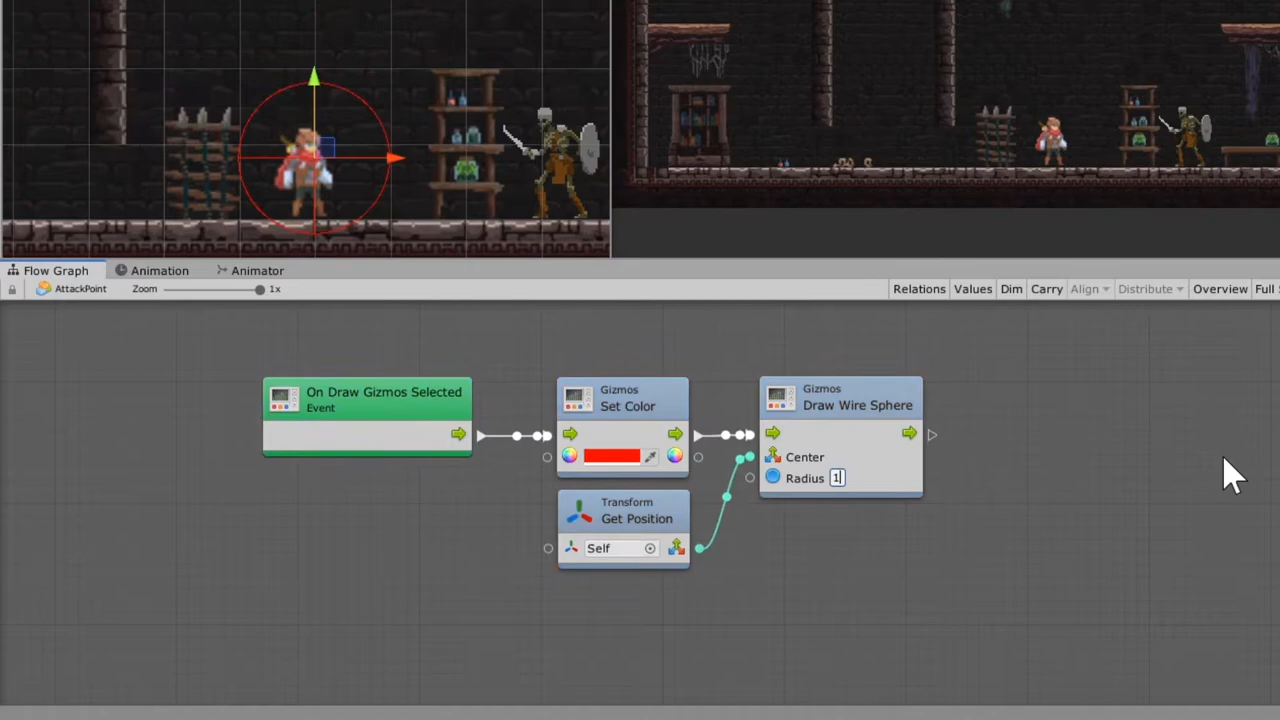 Flow Graph
Animation
Animator
AttackPoint
Zoom
1x
Relations
Values
Dim
Carry
Align
Distribute
Overview
Full
On Draw Gizmos Selected
Event
Gizmos
Set Color
Gizmos
Draw Wire Sphere
Center
Radius 1
Transform
Get Position
Self